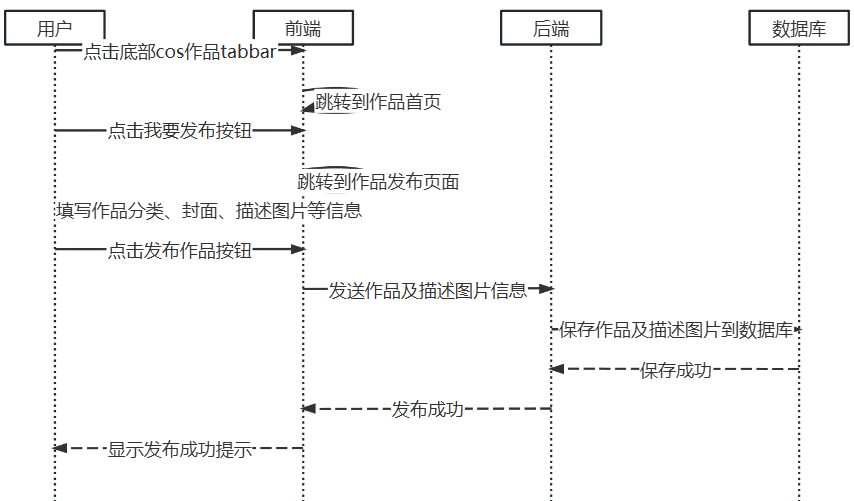 用户
前端
后端
数据库
点击底部cos作品tabbar
跳转到作品首页
点击我要发布按钮
跳转到作品发布页面
填写作品分类、封面、描述图片等信息
点击发布作品按钮
发送作品及描述图片信息
保存作品及描述图片到数据库
保存成功
发布成功
显示发布成功提示